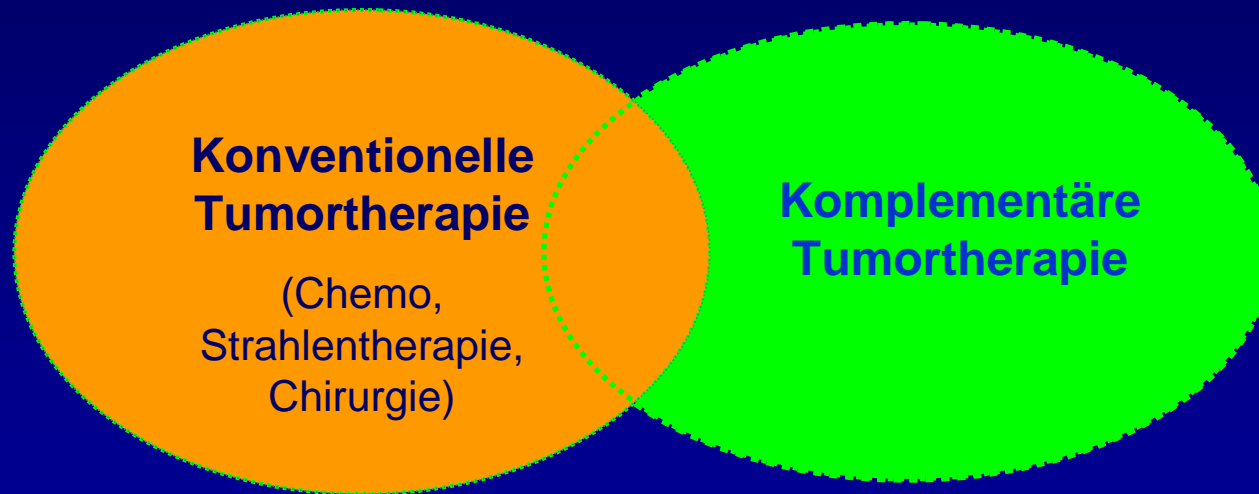 Konventionelle
Tumortherapie
(Chemo,
Strahlentherapie,
Chirurgie)
Komplementäre
Tumortherapie